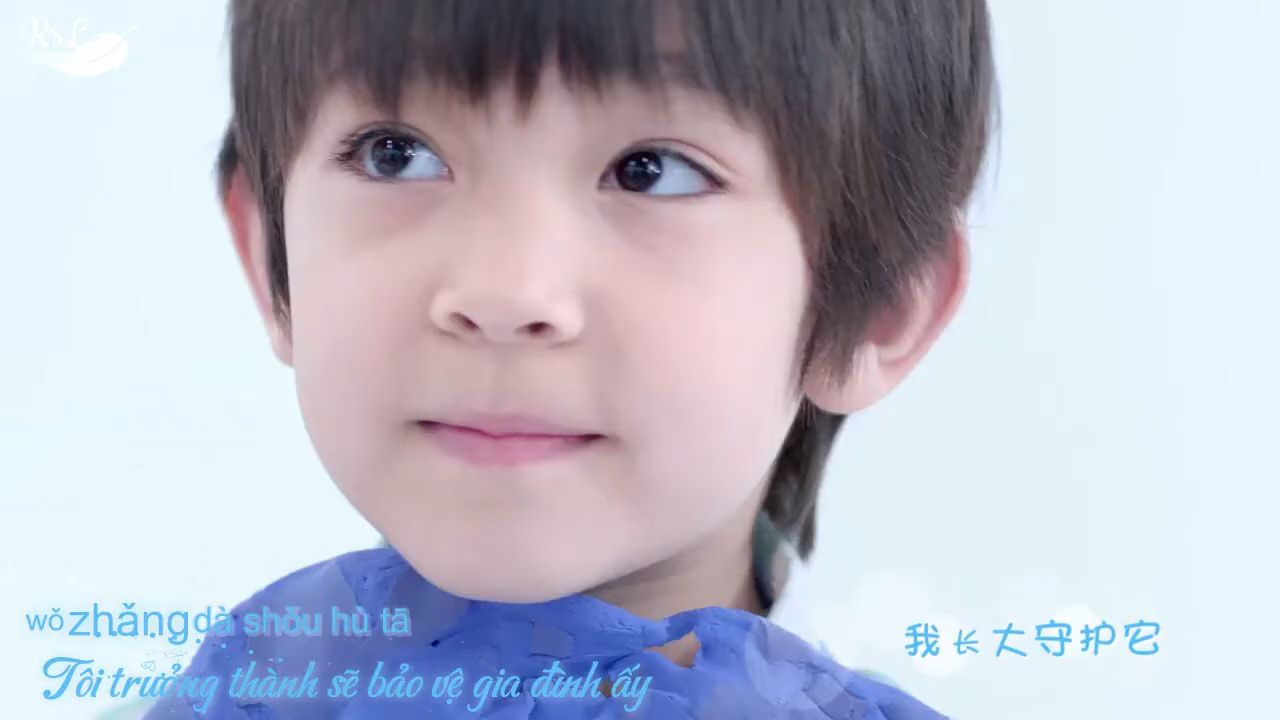 R&L
wǒ zhǎng dà shǒu hù tā
我长大守护它
Tôi trưởng thành sẽ bảo vệ gia đình ấy